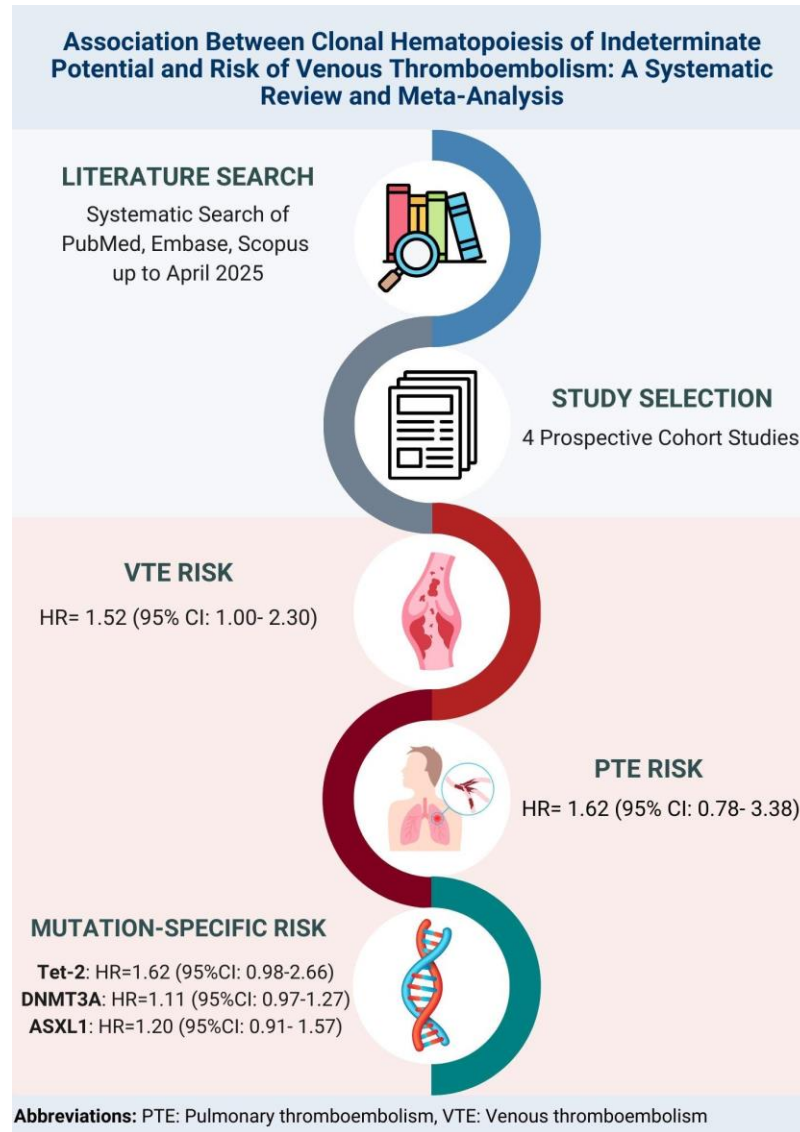 Association Between Clonal Hematopoiesis of Indeterminate
Potential and Risk of Venous Thromboembolism: A Systematic
Review and Meta-Analysis
LITERATURE SEARCH
Systematic Search of
PubMed, Embase, Scopus
up to April 2025
STUDY SELECTION
4 Prospective Cohort Studies
VTE RISK
HR= 1.52 (95% CI: 1.00- 2.30)
PTE RISK
HR= 1.62 (95% CI: 0.78- 3.38)
MUTATION-SPECIFIC RISK
Tet-2: HR=1.62 (95%CI: 0.98-2.66)
DNMT3A: HR=1.11 (95%CI: 0.97-1.27)
ASXL1: HR=1.20 (95%CI: 0.91- 1.57)
Abbreviations: PTE: Pulmonary thromboembolism, VTE: Venous thromboembolism